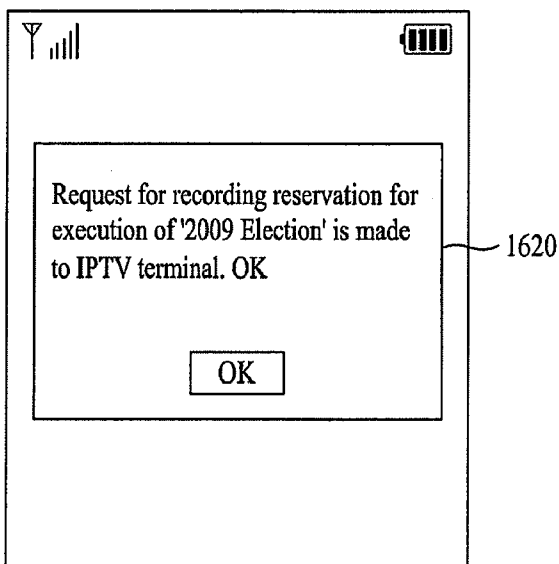 Request for recording reservation for
execution of '2009 Election' is made
to IPTV terminal. OK
1620
OK